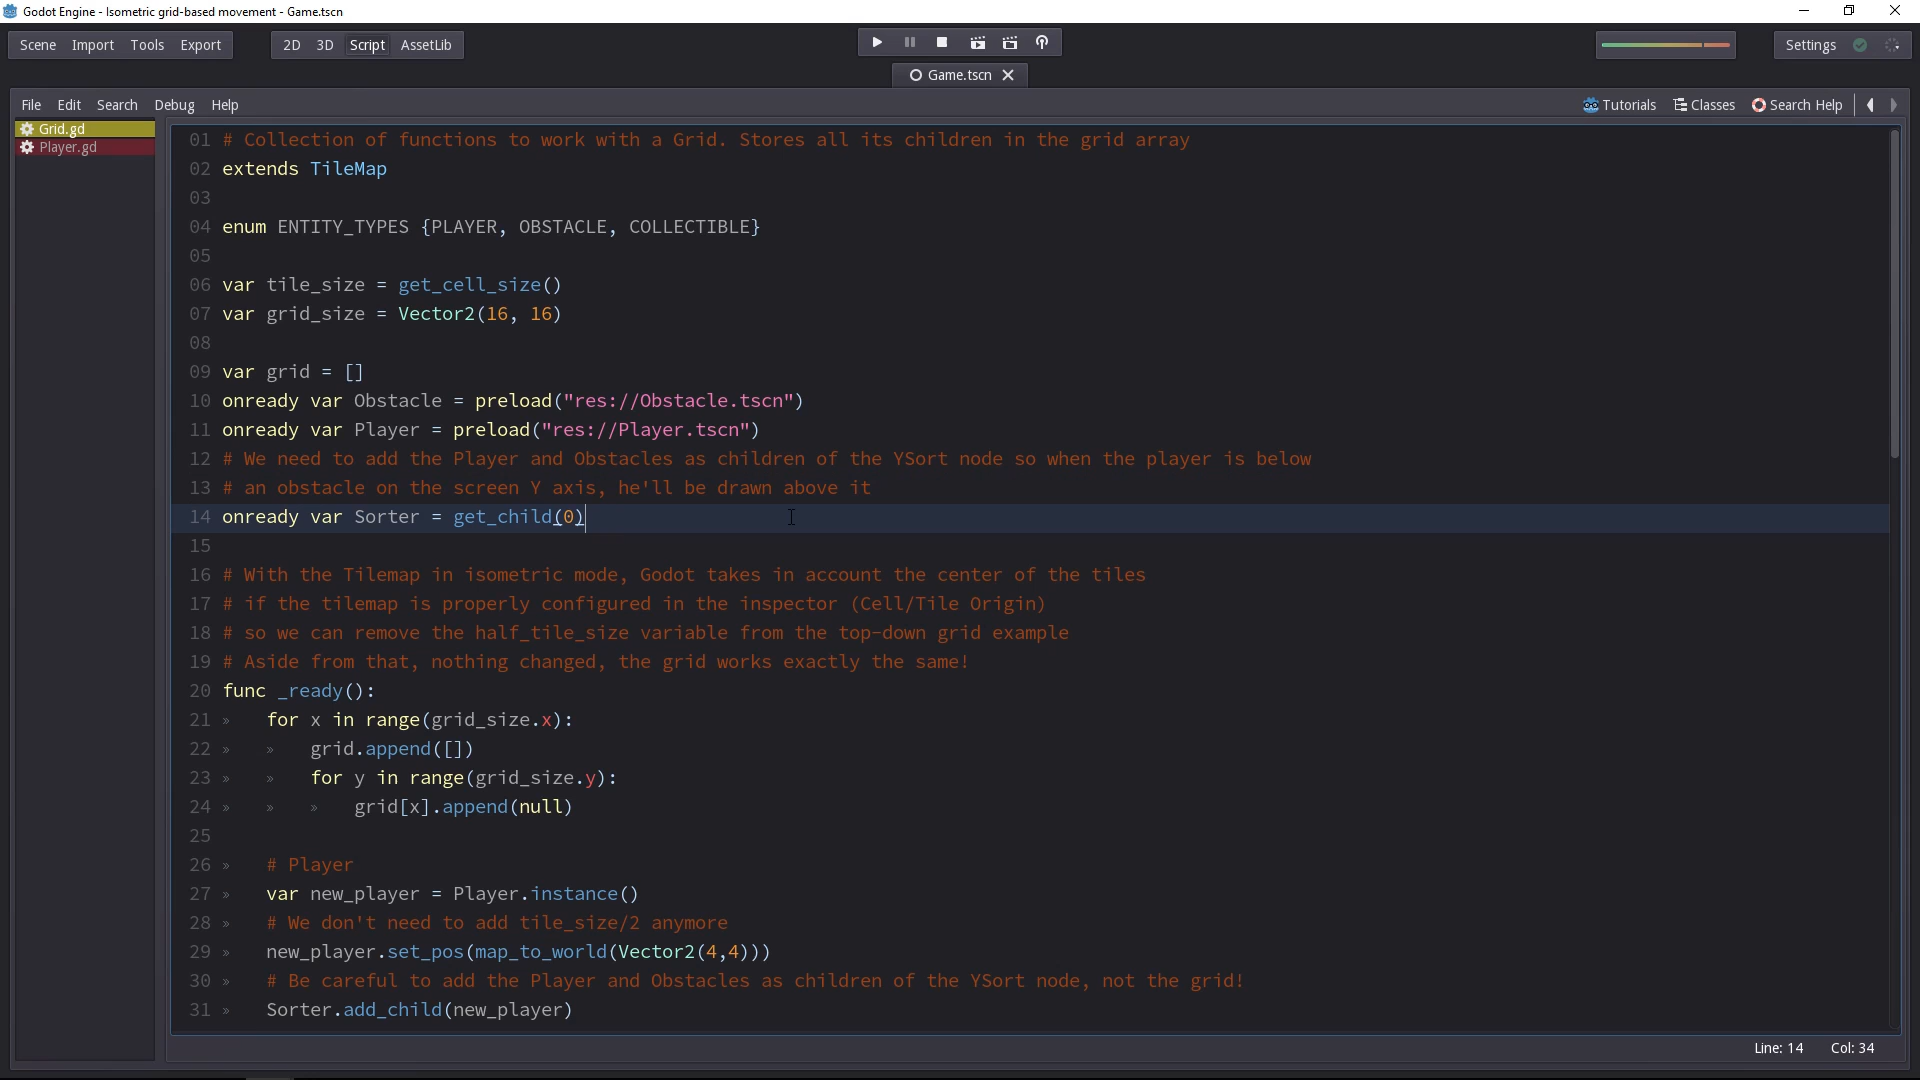 Godot Engine - Isometric grid-based movement - Game.tscn
Scene Import Tools Export 2D 3D Script AssetLib Settings
Game.tscn
File Edit Search Debug Help Tutorials Classes Search Help
Grid.gd
Player.gd
01 # Collection of functions to work with a Grid. Stores all its children in the grid array
02 extends TileMap
03
04 enum ENTITY_TYPES {PLAYER, OBSTACLE, COLLECTIBLE}
05
06 var tile_size = get_cell_size()
07 var grid_size = Vector2(16, 16)
08
09 var grid = []
10 onready var Obstacle = preload("res://Obstacle.tscn")
11 onready var Player = preload("res://Player.tscn")
12 # We need to add the Player and Obstacles as children of the YSort node so when the player is below
13 # an obstacle on the screen Y axis, he'll be drawn above it
14 onready var Sorter = get_child(0)
15
16 # With the Tilemap in isometric mode, Godot takes in account the center of the tiles
17 # if the tilemap is properly configured in the inspector (Cell/Tile Origin)
18 # so we can remove the half_tile_size variable from the top-down grid example
19 # Aside from that, nothing changed, the grid works exactly the same!
20 func _ready():
21 » for x in range(grid_size.x):
22 » » grid.append([])
23 » » for y in range(grid_size.y):
24 » » » grid[x].append(null)
25
26 » # Player
27 » var new_player = Player.instance()
28 » # We don't need to add tile_size/2 anymore
29 » new_player.set_pos(map_to_world(Vector2(4,4)))
30 » # Be careful to add the Player and Obstacles as children of the YSort node, not the grid!
31 » Sorter.add_child(new_player)
Line: 14 Col: 34